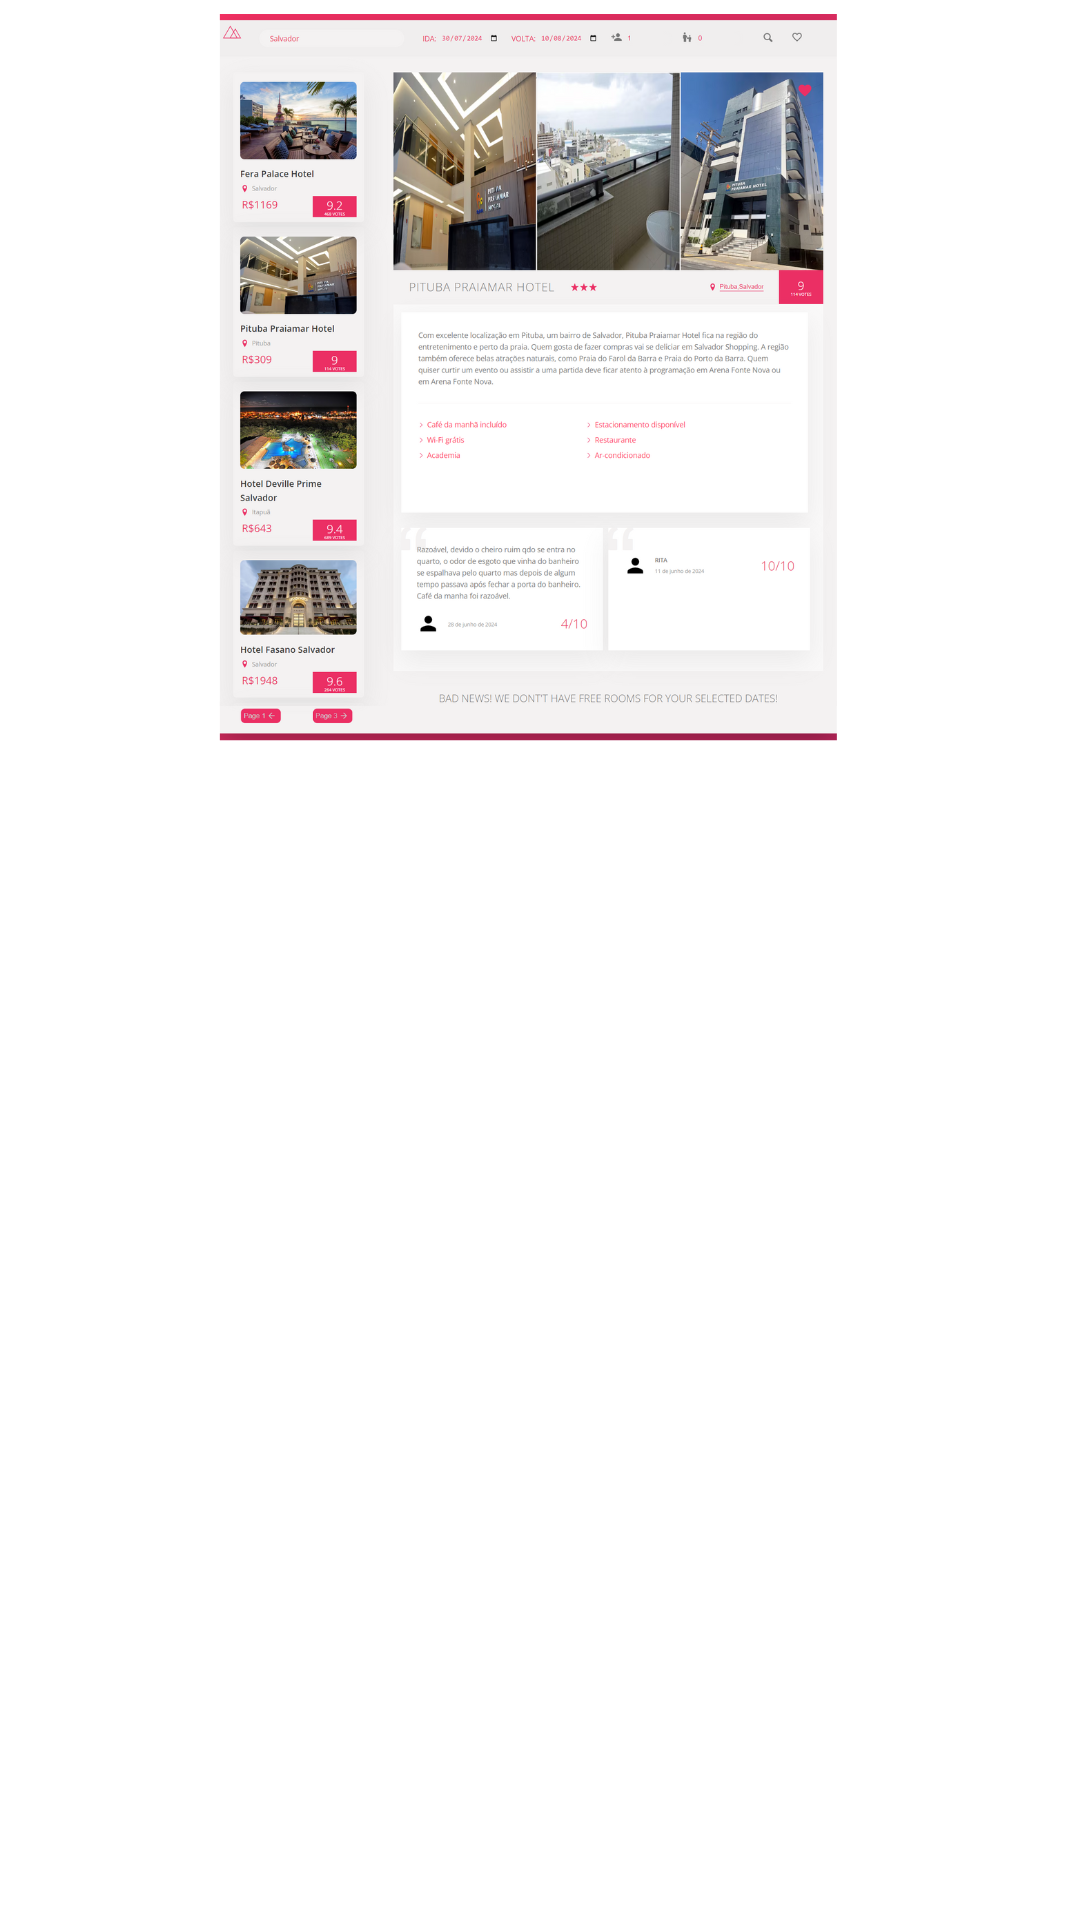 Salvador
IDA: 30/07/2024
VOLTA: 10/08/2024
1
0
Fera Palace Hotel
Salvador
R$1169
9.2
468 VOTES
Pituba Praiamar Hotel
Pituba
R$309
9
114 VOTES
Hotel Deville Prime
Salvador
Itapuã
R$643
9.4
Hotel Fasano Salvador
Salvador
R$1948
9.6
284 VOTES
Page 1
Page 3
PITUBA
PRAIAMAR
HOTEL
PITUBA
PRAIAMAR HOTEL
PITUBA PRAIAMAR HOTEL
Pituba,Salvador
9
114 VOTES
Com excelente localização em Pituba, um bairro de Salvador, Pituba Praiamar Hotel fica na região do
entretenimento e perto da praia. Quem gosta de fazer compras vai se deliciar em Salvador Shopping. A região
também oferece belas atrações naturais, como Praia do Farol da Barra e Praia do Porto da Barra. Quem
quiser curtir um evento ou assistir a uma partida deve ficar atento à programação em Arena Fonte Nova ou
em Arena Fonte Nova.
Café da manhã incluído
Wi-Fi grátis
Academia
Estacionamento disponível
Restaurante
Ar-condicionado
Razoável, devido o cheiro ruim qdo se entra no
quarto, o odor de esgoto que vinha do banheiro
se espalhava pelo quarto mas depois de algum
tempo passava após fechar a porta do banheiro.
Café da manha foi razoável.
28 de junho de 2024
4/10
RITA
11 de junho de 2024
10/10
BAD NEWS! WE DONT'T HAVE FREE ROOMS FOR YOUR SELECTED DATES!